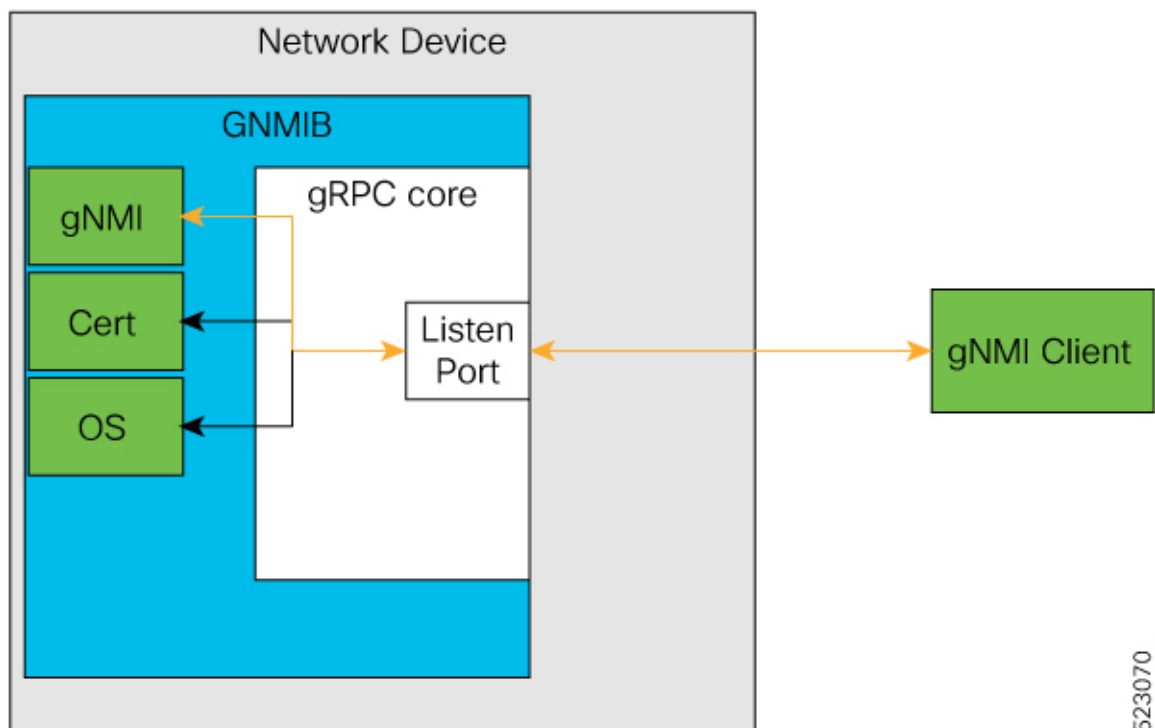 Network Device
GNMIB
gRPC core
gNMI
Cert
OS
Listen
Port
gNMI Client
523070